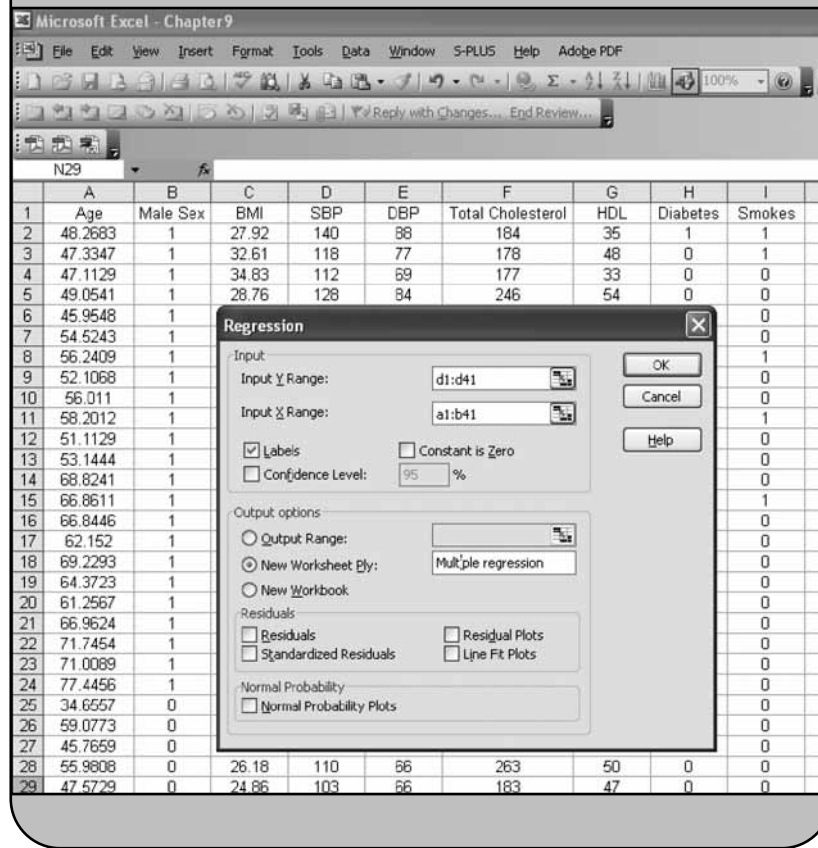 Microsoft Excel - Chapter9
File Edit View Insert Format Tools Data Window S-PLUS Help Adobe PDF
100%
Reply with Changes... End Review...
N29 fx
A B C D E F G H I
1 Age Male Sex BMI SBP DBP Total Cholesterol HDL Diabetes Smokes
2 48.2683 1 27.92 140 88 184 35 1 1
3 47.3347 1 32.61 118 77 178 48 0 1
4 47.1129 1 34.83 112 69 177 33 0 0
5 49.0541 1 28.76 128 84 246 54 0 0
6 45.9548 1 0
7 54.5243 1 0
8 56.2409 1 1
9 52.1068 1 0
10 56.011 1 0
11 58.2012 1 1
12 51.1129 1 0
13 53.1444 1 0
14 68.8241 1 0
15 66.8611 1 1
16 66.8446 1 0
17 62.152 1 0
18 69.2293 1 0
19 64.3723 1 0
20 61.2567 1 0
21 66.9624 1 0
22 71.7454 1 0
23 71.0089 1 0
24 77.4456 1 0
25 34.6557 0 0
26 59.0773 0 0
27 45.7659 0 0
28 55.9808 0 26.18 110 66 263 50 0 0
29 47.5729 0 24.86 103 66 183 47 0 0
Regression
Input
Input Y Range: d1:d41
Input X Range: a1:b41
Labels Constant is Zero
Confidence Level: 95 %
OK
Cancel
Help
Output options
Output Range:
New Worksheet Ply: Multiple regression
New Workbook
Residuals
Residuals Residual Plots
Standardized Residuals Line Fit Plots
Normal Probability
Normal Probability Plots